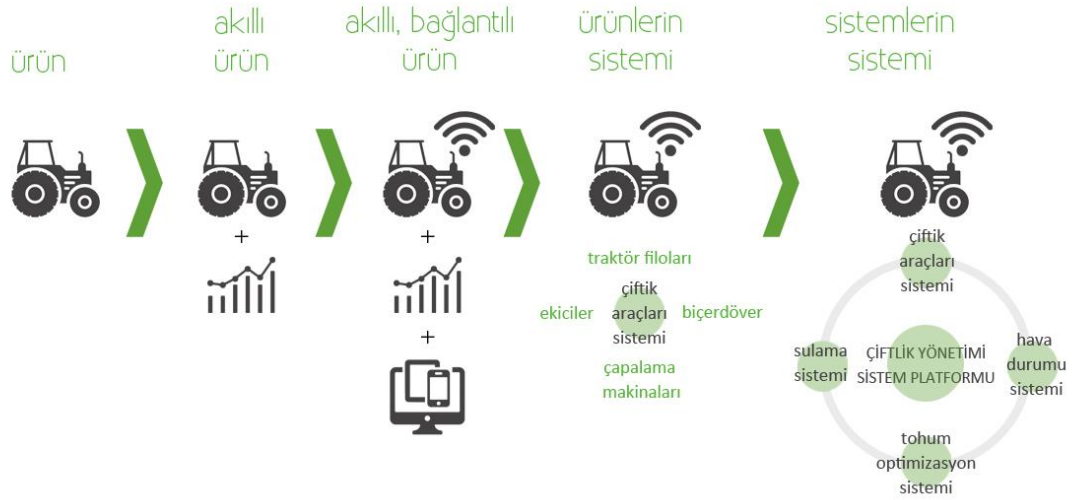 ürün
akıllı
ürün
akıllı, bağlantılı
ürün
ürünlerin
sistemi
sistemlerin
sistemi
+
+
+
traktör filoları
ekiciler
çiftik
araçları
sistemi
biçerdöver
çapalama
makinaları
çiftik
araçları
sistemi
sulama
sistemi
ÇİFTLİK YÖNETİMİ
SİSTEM PLATFORMU
hava
durumu
sistemi
tohum
optimizasyon
sistemi